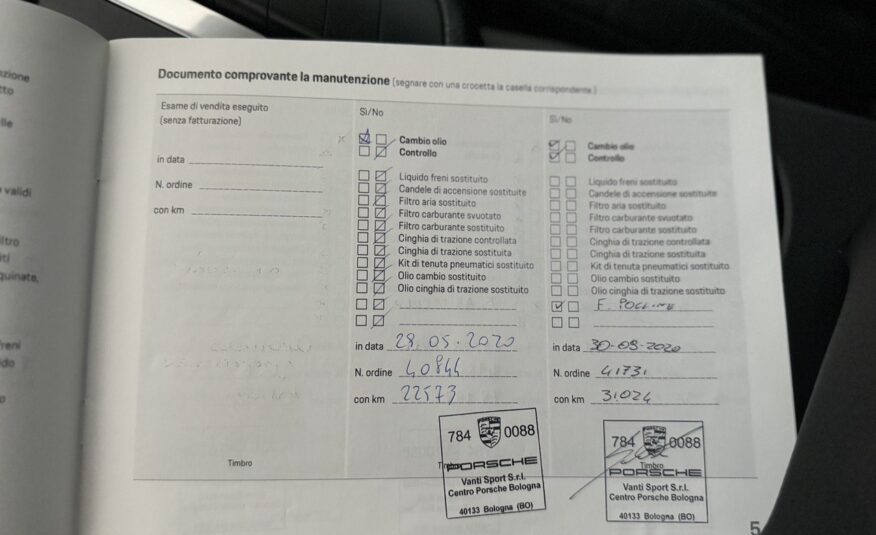 Documento comprovante la manutenzione (segnare con una crocetta la casella corrispondente.)
Esame di vendita eseguito
(senza fatturazione)
in data
N. ordine
con km
Timbro
Sì/No
Cambio olio
Controllo
Liquido freni sostituito
Candele di accensione sostituite
Filtro aria sostituito
Filtro carburante svuotato
Filtro carburante sostituito
Cinghia di trazione controllata
Cinghia di trazione sostituita
Kit di tenuta pneumatici sostituito
Olio cambio sostituito
Olio cinghia di trazione sostituito
in data 28.05.2020
N. ordine 40844
con km 22573
Timbro
784 0088
PORSCHE
Vanti Sport S.r.l.
Centro Porsche Bologna
40133 Bologna (BO)
Sì/No
Cambio olio
Controllo
Liquido freni sostituito
Candele di accensione sostituite
Filtro aria sostituito
Filtro carburante svuotato
Filtro carburante sostituito
Cinghia di trazione controllata
Cinghia di trazione sostituita
Kit di tenuta pneumatici sostituito
Olio cambio sostituito
Olio cinghia di trazione sostituito
F. POLLINE
in data 30-09-2020
N. ordine 41731
con km 31024
Timbro
784 0088
PORSCHE
Vanti Sport S.r.l.
Centro Porsche Bologna
40133 Bologna (BO)
5